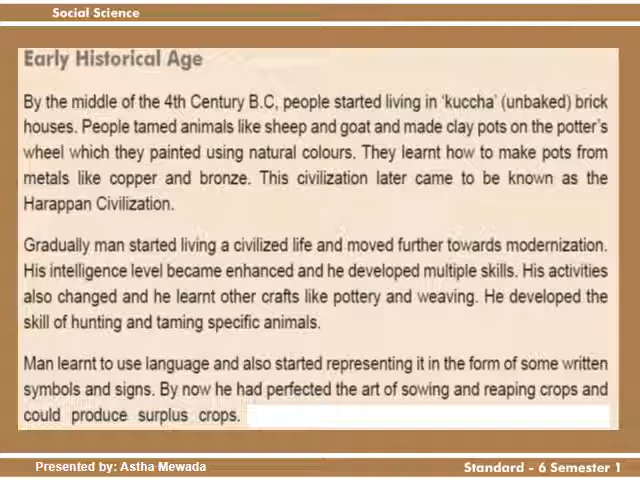 Social Science
Early Historical Age
By the middle of the 4th Century B.C, people started living in ‘kuccha’ (unbaked) brick
houses. People tamed animals like sheep and goat and made clay pots on the potter’s
wheel which they painted using natural colours. They learnt how to make pots from
metals like copper and bronze. This civilization later came to be known as the
Harappan Civilization.
Gradually man started living a civilized life and moved further towards modernization.
His intelligence level became enhanced and he developed multiple skills. His activities
also changed and he learnt other crafts like pottery and weaving. He developed the
skill of hunting and taming specific animals.
Man learnt to use language and also started representing it in the form of some written
symbols and signs. By now he had perfected the art of sowing and reaping crops and
could produce surplus crops.
Presented by: Astha Mewada
Standard - 6 Semester 1